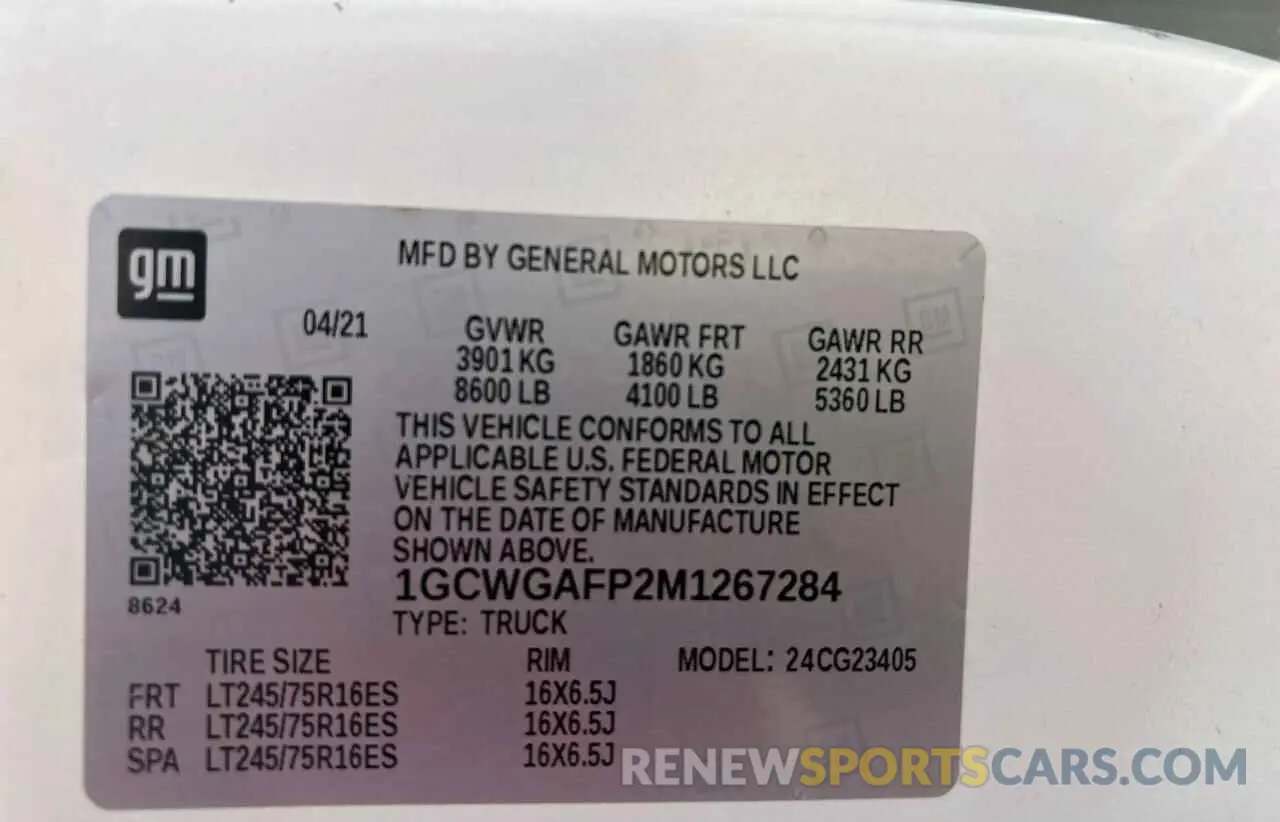 gm
MFD BY GENERAL MOTORS LLC
04/21 GVWR GAWR FRT GAWR RR
3901 KG 1860 KG 2431 KG
8600 LB 4100 LB 5360 LB
THIS VEHICLE CONFORMS TO ALL
APPLICABLE U.S. FEDERAL MOTOR
VEHICLE SAFETY STANDARDS IN EFFECT
ON THE DATE OF MANUFACTURE
SHOWN ABOVE.
1GCWGAFP2M1267284
8624
TYPE: TRUCK
TIRE SIZE RIM MODEL: 24CG23405
FRT LT245/75R16ES 16X6.5J
RR LT245/75R16ES 16X6.5J
SPA LT245/75R16ES 16X6.5J
RENEWSPORTSCARS.COM